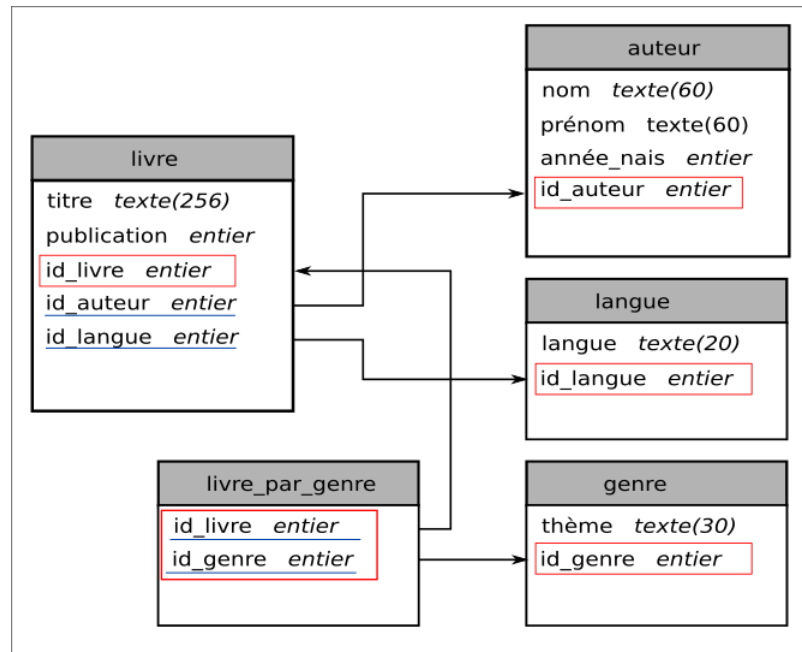 livre
titre texte(256)
publication entier
id_livre entier
id_auteur entier
id_langue entier
auteur
nom texte(60)
prénom texte(60)
année_nais entier
id_auteur entier
langue
langue texte(20)
id_langue entier
livre_par_genre
id_livre entier
id_genre entier
genre
thème texte(30)
id_genre entier